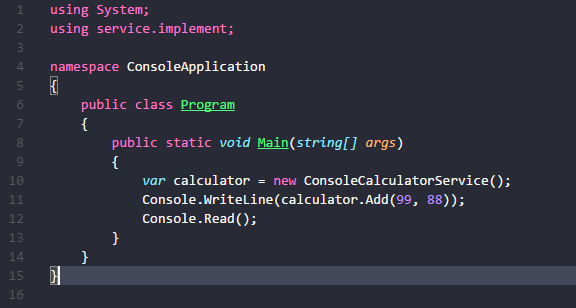 1 using System;
2 using service.implement;
3
4 namespace ConsoleApplication
5 {
6     public class Program
7     {
8         public static void Main(string[] args)
9         {
10             var calculator = new ConsoleCalculatorService();
11             Console.WriteLine(calculator.Add(99, 88));
12             Console.Read();
13         }
14     }
15 }
16